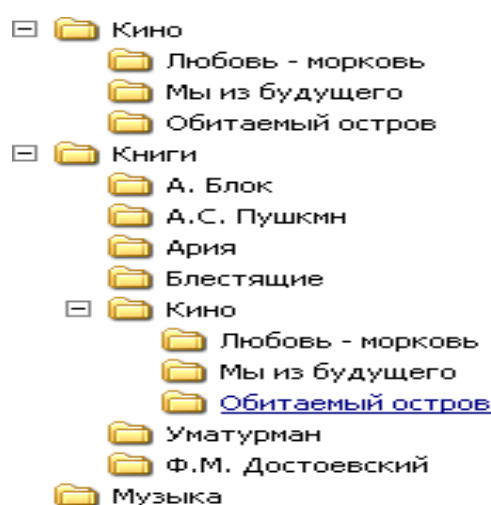 Кино
Любовь - морковь
Мы из будущего
Обитаемый остров
Книги
А. Блок
А.С. Пушкмн
Ария
Блестящие
Кино
Любовь - морковь
Мы из будущего
Обитаемый остров
Уматурман
Ф.М. Достоевский
Музыка